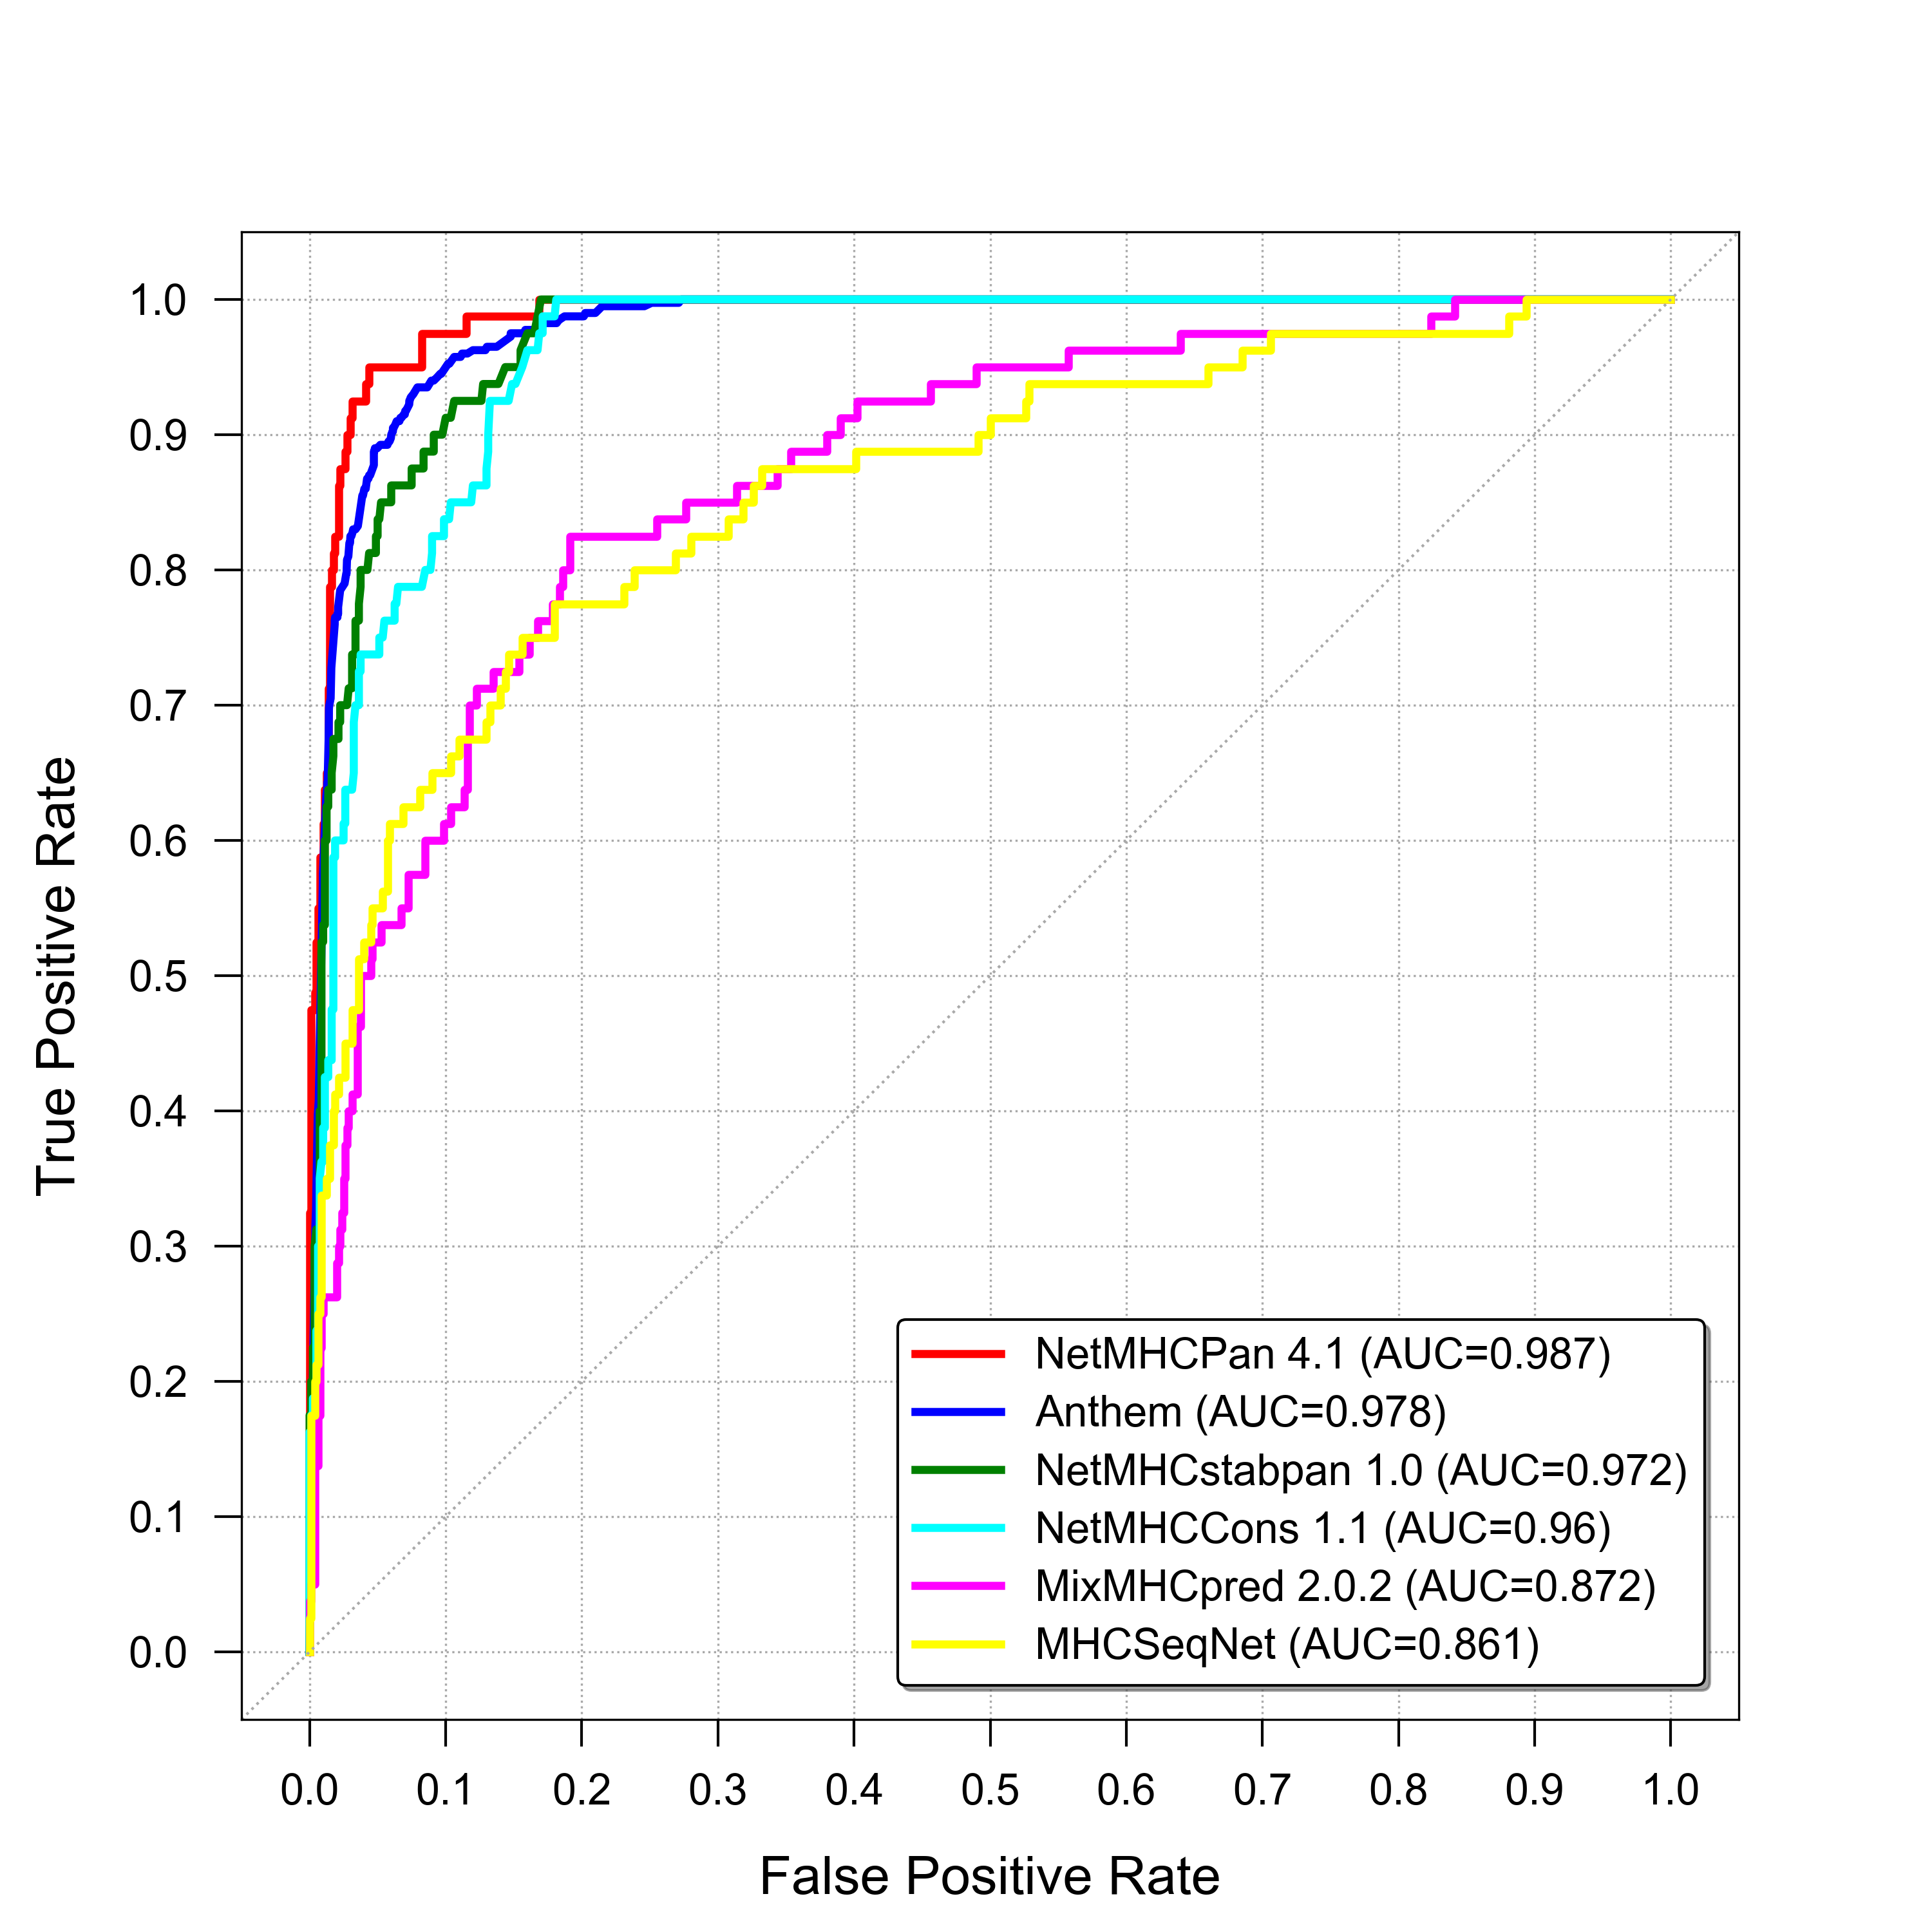 1.0
0.9
0.8
0.7
0.6
0.5
0.4
0.3
0.2
0.1
0.0
True Positive Rate
NetMHCPan 4.1 (AUC=0.987)
Anthem (AUC=0.978)
NetMHCstabpan 1.0 (AUC=0.972)
NetMHCCons 1.1 (AUC=0.96)
MixMHCpred 2.0.2 (AUC=0.872)
MHCSeqNet (AUC=0.861)
0.0 0.1 0.2 0.3 0.4 0.5 0.6 0.7 0.8 0.9 1.0
False Positive Rate